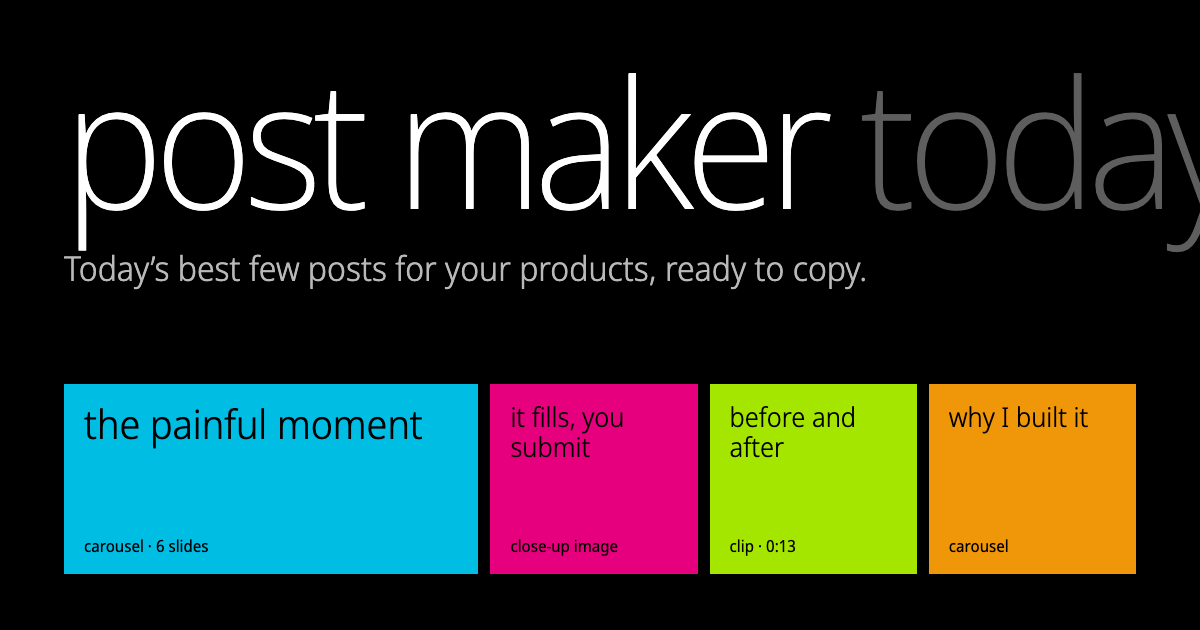 post maker today
Today’s best few posts for your products, ready to copy.
the painful moment
carousel · 6 slides
it fills, you
submit
close-up image
before and
after
clip · 0:13
why I built it
carousel